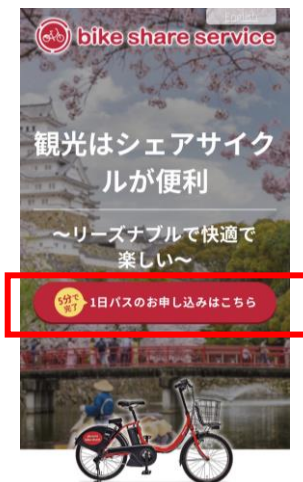 English
bike share service
観光はシェアサイク
ルが便利
～リーズナブルで快適で
楽しい～
5分で
完了
1日パスのお申し込みはこちら